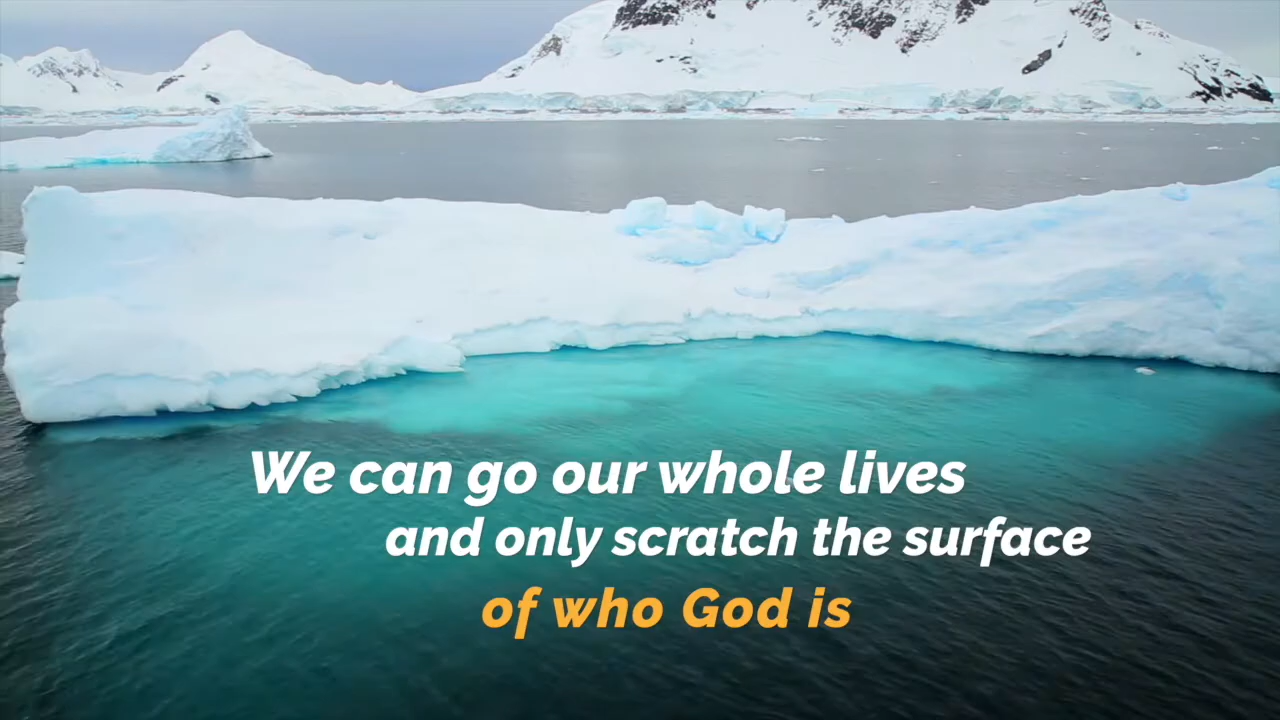 We can go our whole lives
and only scratch the surface
of who God is